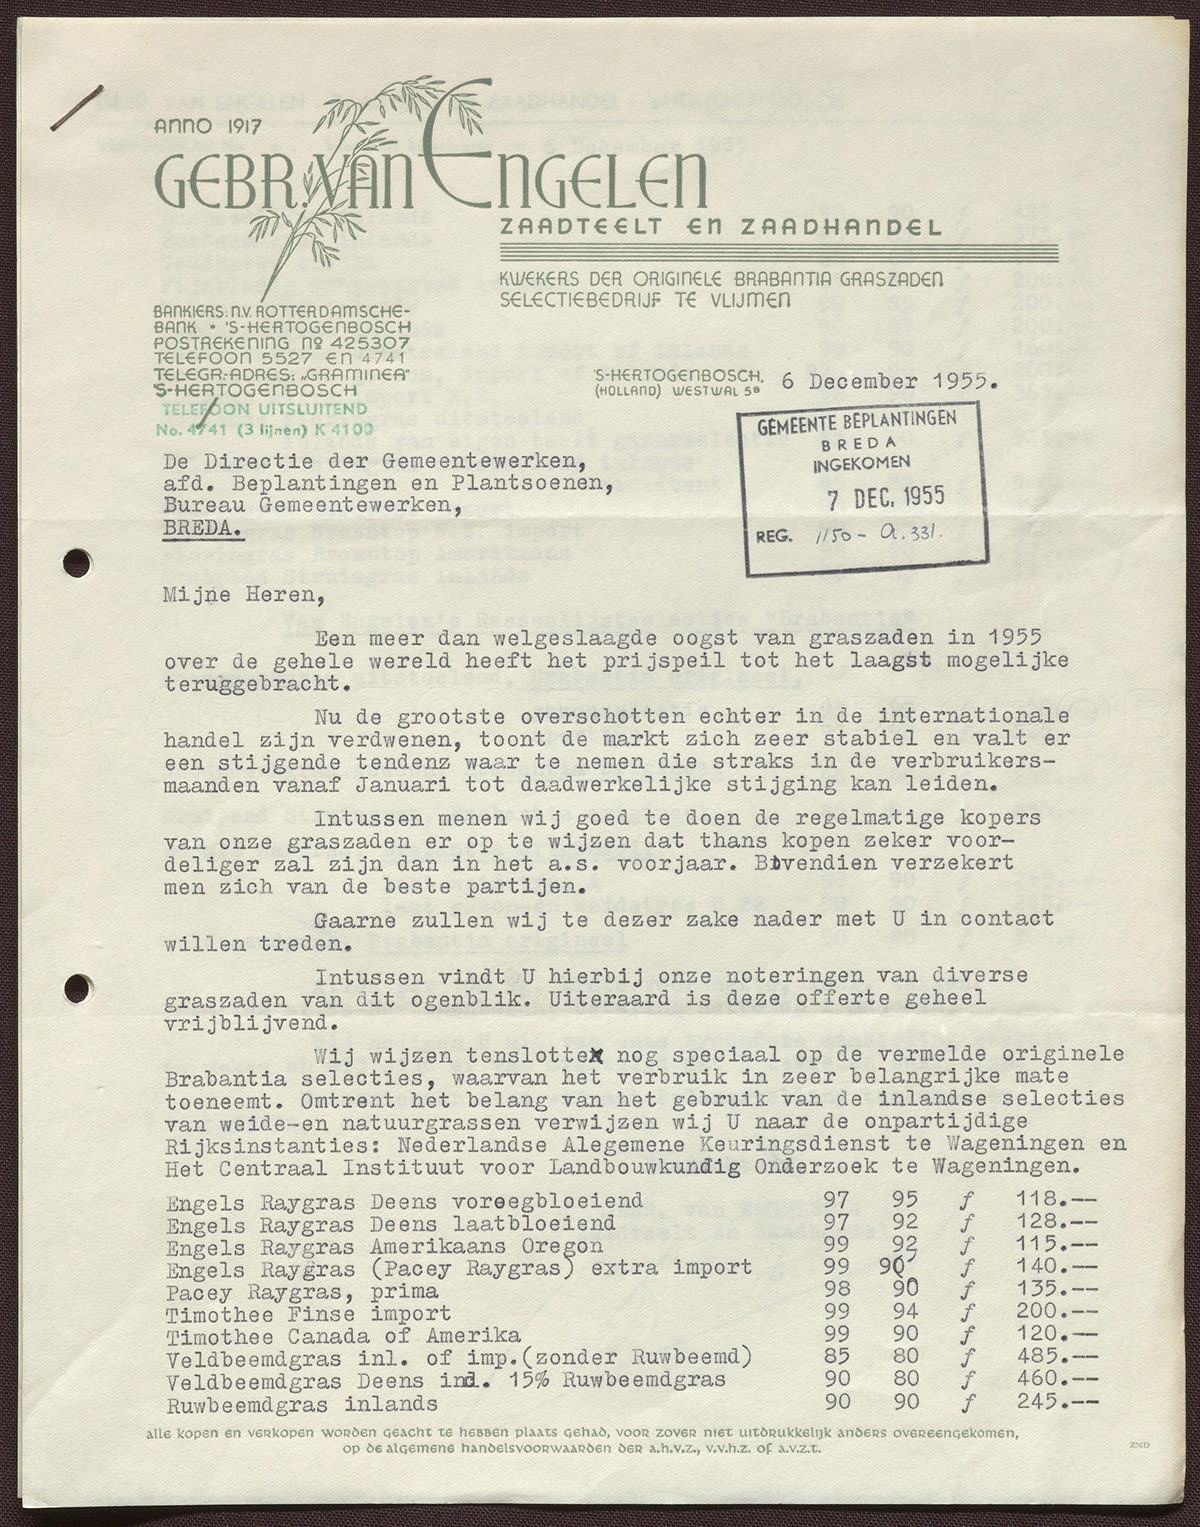 ANNO 1917
GEBR. VAN ENGELEN
ZAADTEELT EN ZAADHANDEL
KWEKERS DER ORIGINELE BRABANTIA GRASZADEN
SELECTIEBEDRIJF TE VLIJMEN
BANKIERS: N.V. ROTTERDAMSCHE-
BANK • 'S-HERTOGENBOSCH
POSTREKENING No 425307
TELEFOON 5527 EN 4741
TELEGR.-ADRES: „GRAMINEA"
'S-HERTOGENBOSCH
TELEFOON UITSLUITEND
No. 4741 (3 lijnen) K 4100
'S-HERTOGENBOSCH, 6 December 1955.
(HOLLAND) WESTWAL 58
GEMEENTE BEPLANTINGEN
BREDA
INGEKOMEN
7 DEC. 1955
REG. 1150 - a. 331.
De Directie der Gemeentewerken,
afd. Beplantingen en Plantsoenen,
Bureau Gemeentewerken,
BREDA.
Mijne Heren,
Een meer dan welgeslaagde oogst van graszaden in 1955
over de gehele wereld heeft het prijspeil tot het laagst mogelijke
teruggebracht.
Nu de grootste overschotten echter in de internationale
handel zijn verdwenen, toont de markt zich zeer stabiel en valt er
een stijgende tendenz waar te nemen die straks in de verbruikers-
maanden vanaf Januari tot daadwerkelijke stijging kan leiden.
Intussen menen wij goed te doen de regelmatige kopers
van onze graszaden er op te wijzen dat thans kopen zeker voor-
deliger zal zijn dan in het a.s. voorjaar. Bovendien verzekert
men zich van de beste partijen.
Gaarne zullen wij te dezer zake nader met U in contact
willen treden.
Intussen vindt U hierbij onze noteringen van diverse
graszaden van dit ogenblik. Uiteraard is deze offerte geheel
vrijblijvend.
Wij wijzen tenslotte nog speciaal op de vermelde originele
Brabantia selecties, waarvan het verbruik in zeer belangrijke mate
toeneemt. Omtrent het belang van het gebruik van de inlandse selecties
van weide-en natuurgrassen verwijzen wij U naar de onpartijdige
Rijksinstanties: Nederlandse Alegemene Keuringsdienst te Wageningen en
Het Centraal Instituut voor Landbouwkundig Onderzoek te Wageningen.
Engels Raygras Deens voroegbloeiend 97 95 f 118.--
Engels Raygras Deens laatbloeiend 97 92 f 128.--
Engels Raygras Amerikaans Oregon 99 92 f 115.--
Engels Raygras (Pacey Raygras) extra import 99 90 f 140.--
Pacey Raygras, prima 98 90 f 135.--
Timothee Finse import 99 94 f 200.--
Timothee Canada of Amerika 99 90 f 120.--
Veldbeemdgras inl. of imp.(zonder Ruwbeemd) 85 80 f 485.--
Veldbeemdgras Deens ind. 15% Ruwbeemdgras 90 80 f 460.--
Ruwbeemdgras inlands 90 90 f 245.--
alle kopen en verkopen worden geacht te hebben plaats gehad, voor zover niet uitdrukkelijk anders overeengekomen,
op de algemene handelsvoorwaarden der a.h.v.z., v.v.h.z. of a.v.z.t.
ZND